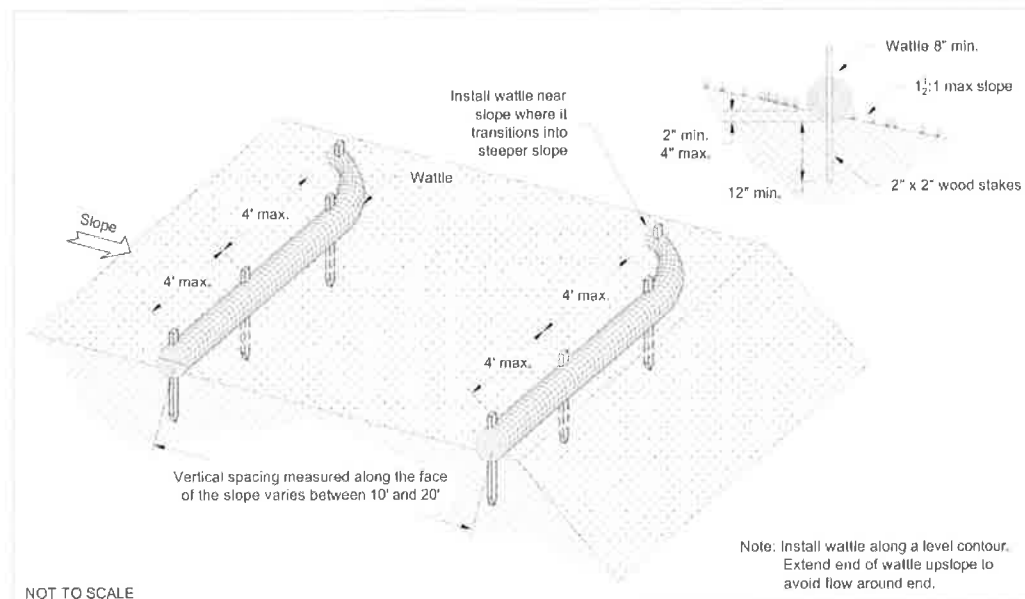 Wattle 8" min.
1½:1 max slope
Install wattle near
slope where it
transitions into
steeper slope
2" min.
4" max.
12" min.
2" x 2" wood stakes
Wattle
4' max.
Slope
4' max.
4' max.
4' max.
Vertical spacing measured along the face
of the slope varies between 10' and 20'
Note: Install wattle along a level contour.
Extend end of wattle upslope to
avoid flow around end.
NOT TO SCALE